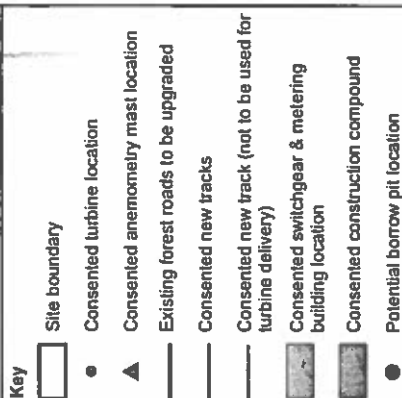 Key
Site boundary
Consented turbine location
Consented anemometry mast location
Existing forest roads to be upgraded
Consented new tracks
Consented new track (not to be used for
turbine delivery)
Consented switchgear & metering
building location
Consented construction compound
Potential borrow pit location